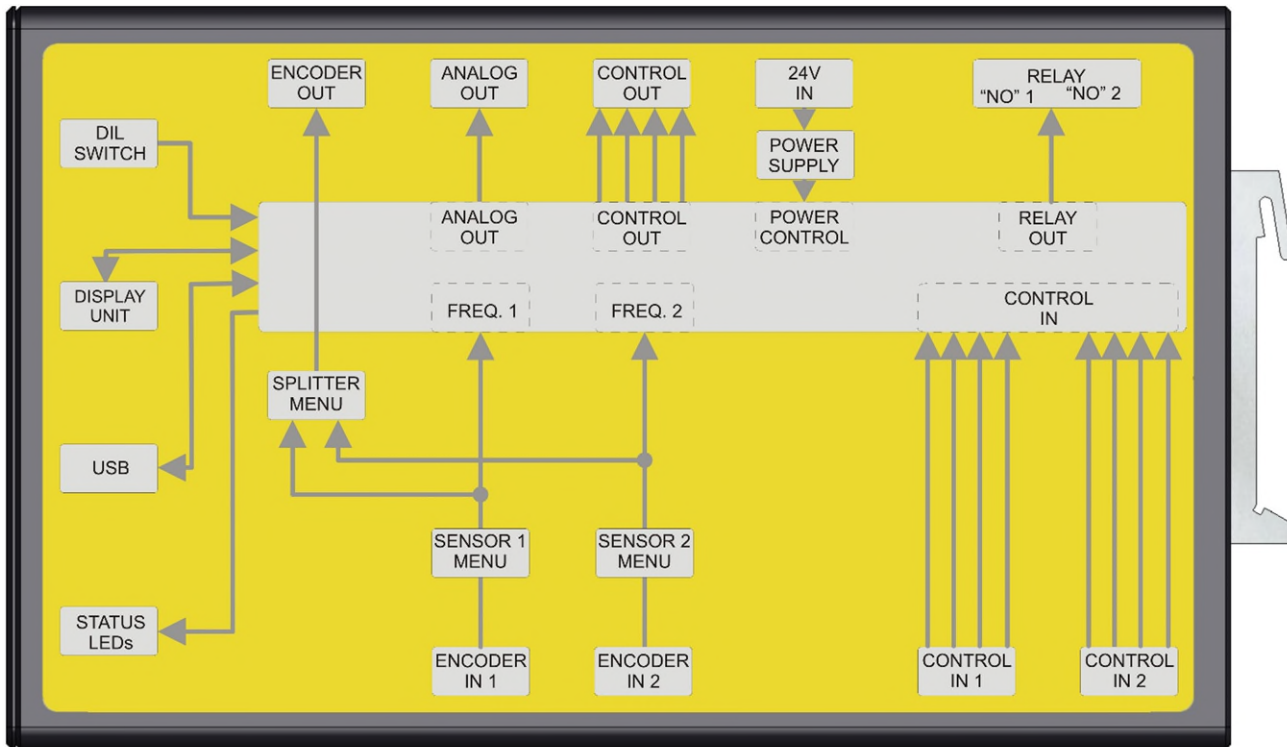 ENCODER
OUT
ANALOG
OUT
CONTROL
OUT
24V
IN
RELAY
“NO” 1 “NO” 2
DIL
SWITCH
POWER
SUPPLY
ANALOG
OUT
CONTROL
OUT
POWER
CONTROL
RELAY
OUT
DISPLAY
UNIT
FREQ. 1
FREQ. 2
CONTROL
IN
SPLITTER
MENU
USB
SENSOR 1
MENU
SENSOR 2
MENU
STATUS
LEDs
ENCODER
IN 1
ENCODER
IN 2
CONTROL
IN 1
CONTROL
IN 2